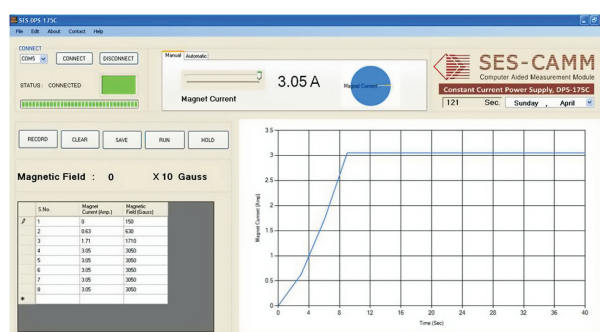 SES-DPS-175C
File Edit About Contact Help
CONNECT
COM5 CONNECT DISCONNECT
STATUS : CONNECTED
Manual Automatic
3.05 A
Magnet Current
Magnet Current
SES-CAMM
Computer Aided Measurement Module
Constant Current Power Supply, DPS-175C
121 Sec. Sunday , April
RECORD CLEAR SAVE RUN HOLD
Magnetic Field : 0 X 10 Gauss
S.No. Magnet Current (Amp.) Magnetic Field (Gauss)
1 0 150
2 0.63 630
3 1.71 1710
4 3.05 3050
5 3.05 3050
6 3.05 3050
7 3.05 3050
8 3.05 3050
Magnet Current (Amp)
3.5
3
2
1
0.5
0
0 4 8 12 16 20 24 28 32 36 40
Time (Sec)